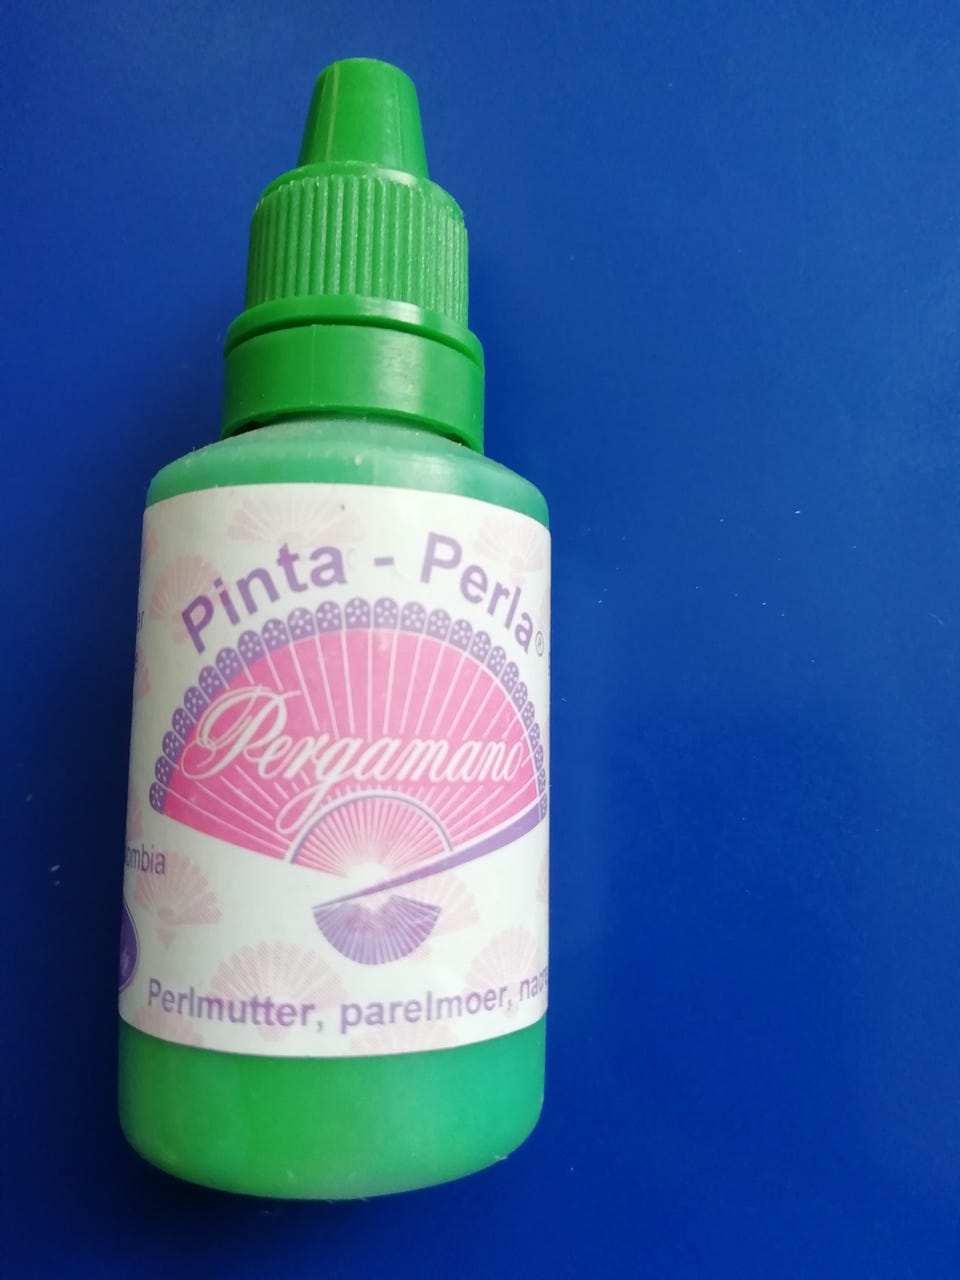 Pinta - Perla®
Pergamano
Perlmutter, parelmoer,